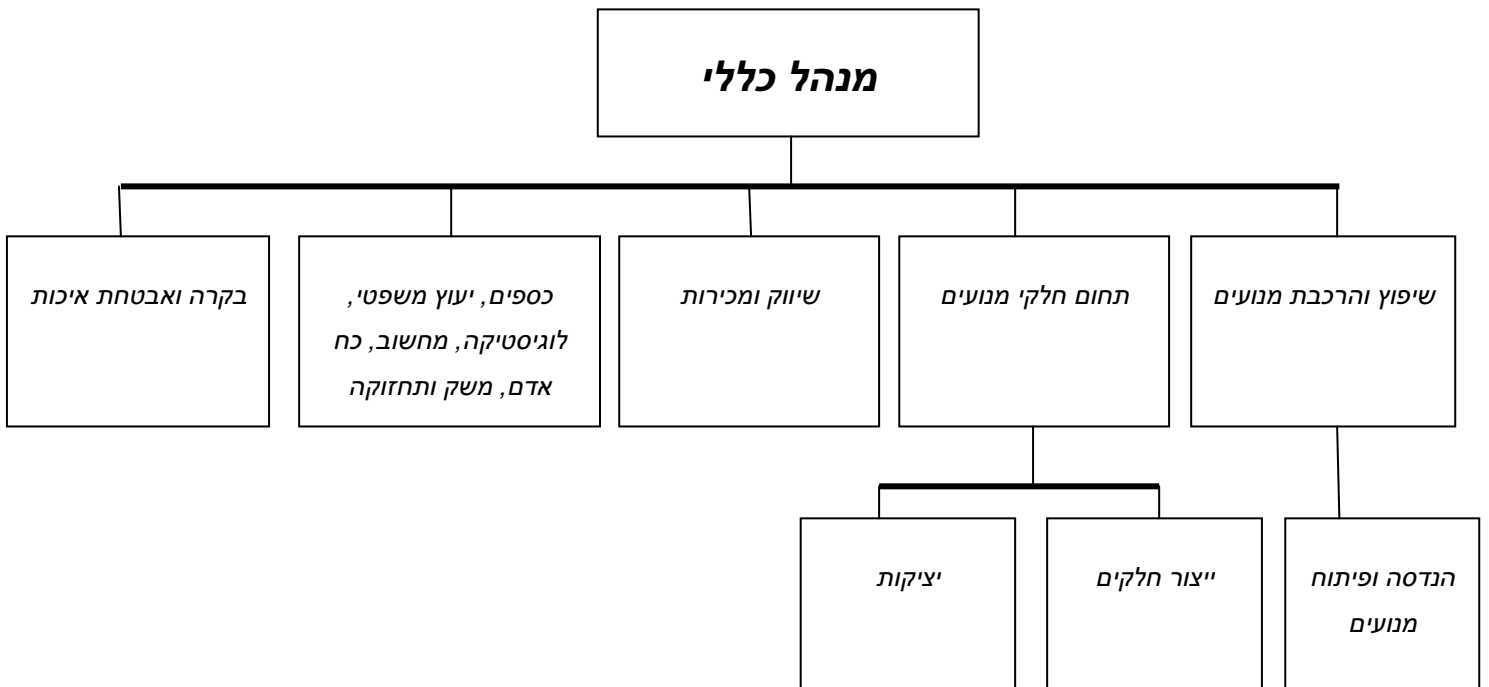 מנהל כללי
שיפוץ והרכבת מנועים
תחום חלקי מנועים
שיווק ומכירות
כספים, יעוץ משפטי,
לוגיסטיקה, מחשוב, כח
אדם, משק ותחזוקה
בקרה ואבטחת איכות
הנדסה ופיתוח
מנועים
ייצור חלקים
יציקות